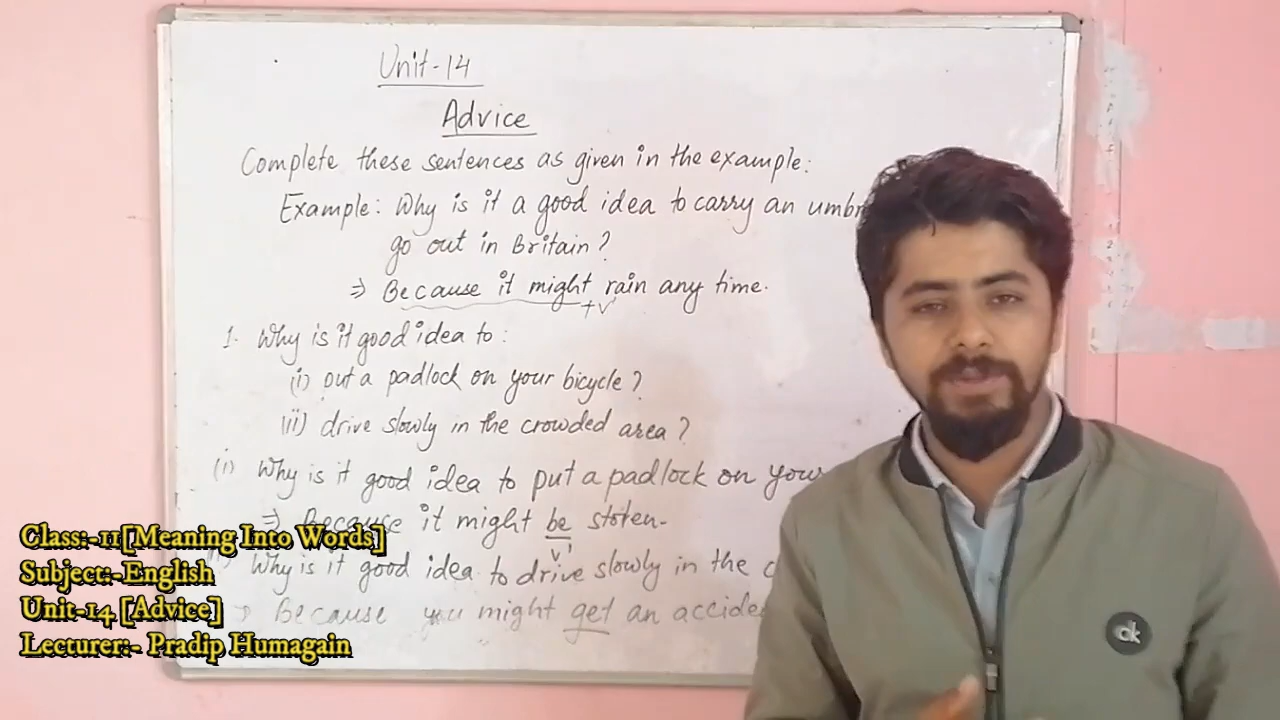 Unit-14
Advice
Complete these sentences as given in the example:
Example: Why is it a good idea to carry an umbr
go out in Britain?
⇒ Because it might rain any time.
+V'
1. Why is it good idea to:
(i) put a padlock on your bicycle?
(ii) drive slowly in the crowded area?
(i) Why is it good idea to put a padlock on your
⇒ Because it might be stolen.
V'
Why is it good idea to drive slowly in the c
Because you might get an accide
Class:-11[Meaning Into Words]
Subject:-English
Unit-14 [Advice]
Lecturer:- Pradip Humagain
dk